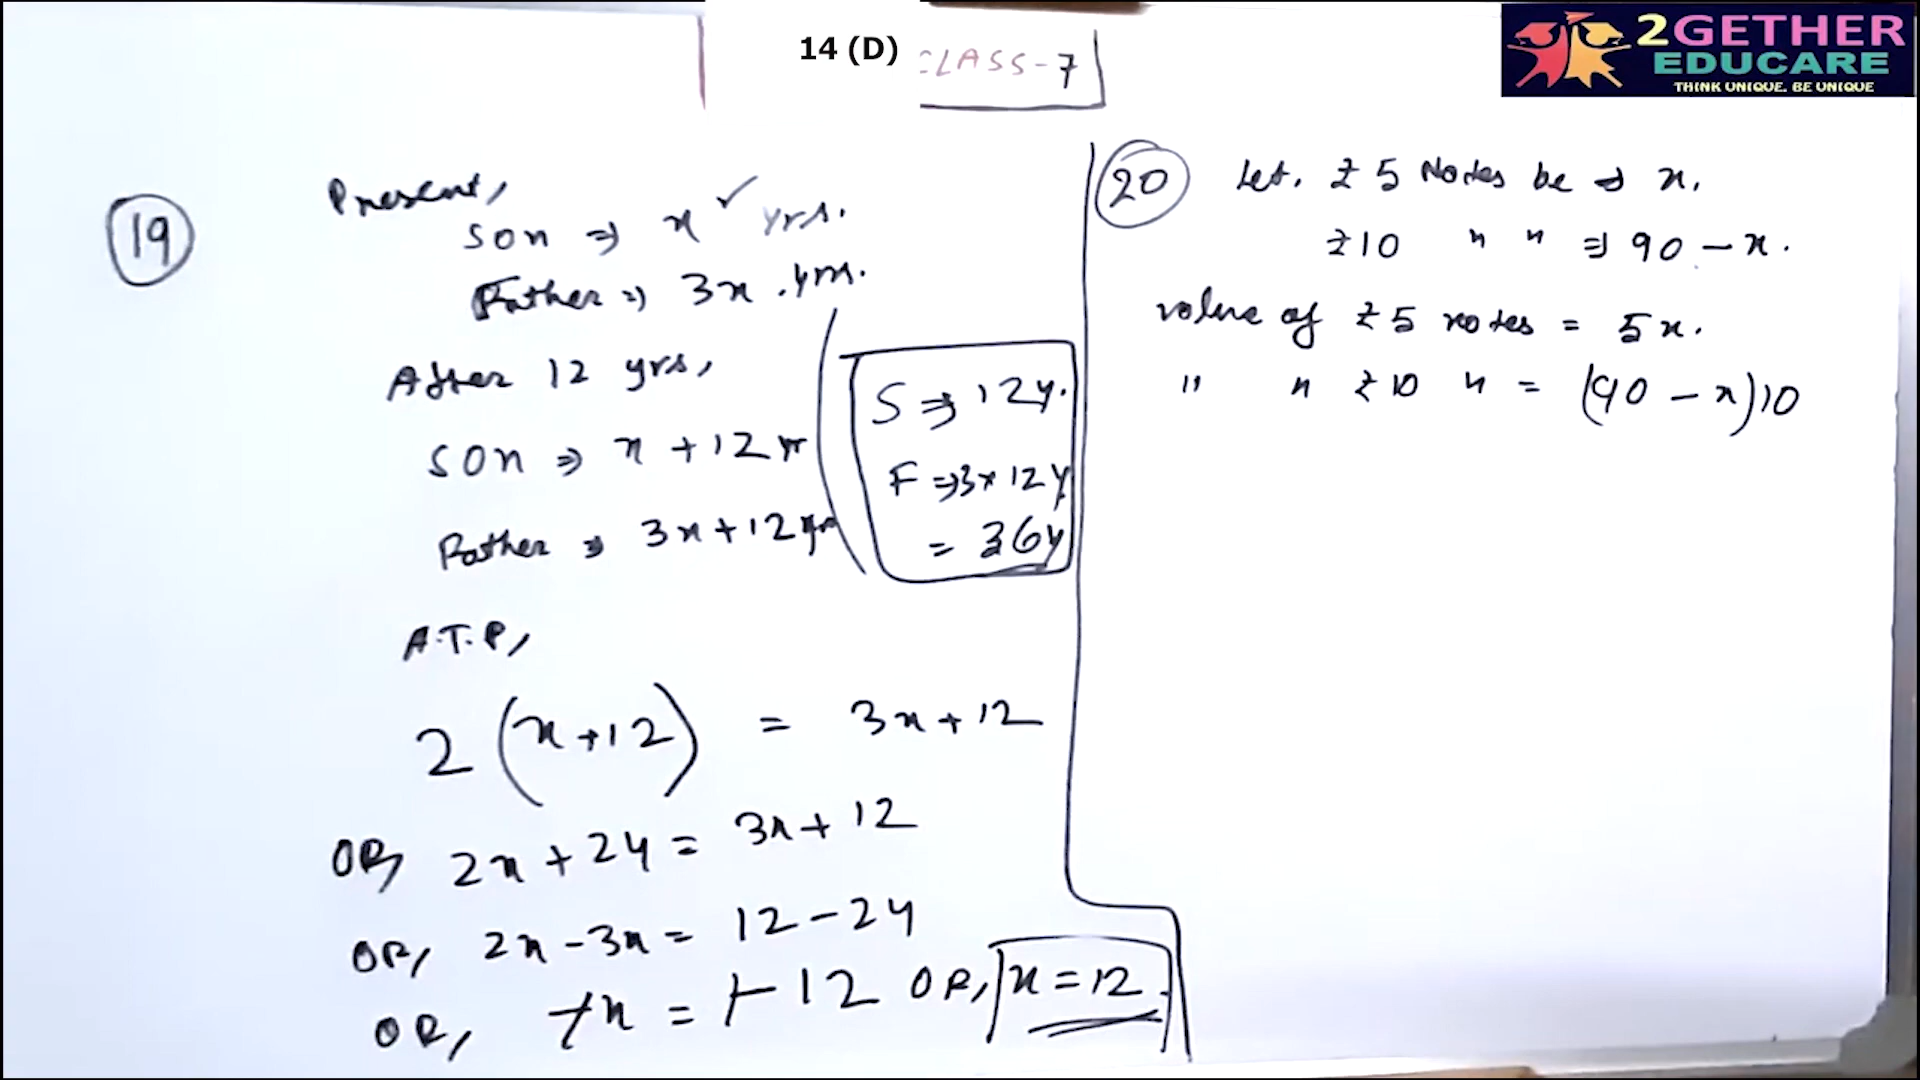 14 (D)
CLASS-7
2GETHER
EDUCARE
THINK UNIQUE. BE UNIQUE
19
Present,
son ⇒ x ✓ yrs.
Father ⇒ 3x . yrs.
After 12 yrs,
son ⇒ x + 12 yr
Father ⇒ 3x + 12 yrs
S ⇒ 12y.
F ⇒ 3x12y
= 36y
A.T.P,
2 (x+12) = 3x + 12
OR, 2x + 24 = 3x + 12
OR, 2x - 3x = 12 - 24
OR, -x = -12 OR, x = 12
20
Let. ₹ 5 Notes be ⇒ x.
₹10 " " ⇒ 90 - x.
value of ₹5 notes = 5x.
" " ₹10 " = (90 - x)10